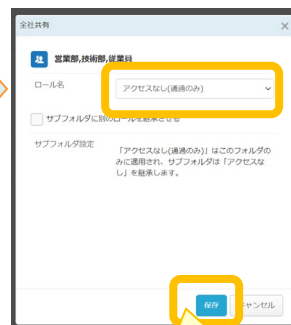 全社共有
営業部,技術部,従業員
ロール名
アクセスなし(通過のみ)
サブフォルダに別のロールを継承させる
サブフォルダ設定
「アクセスなし(通過のみ)」はこのフォルダの
みに適用され、サブフォルダは「アクセスな
し」を継承します。
保存
キャンセル